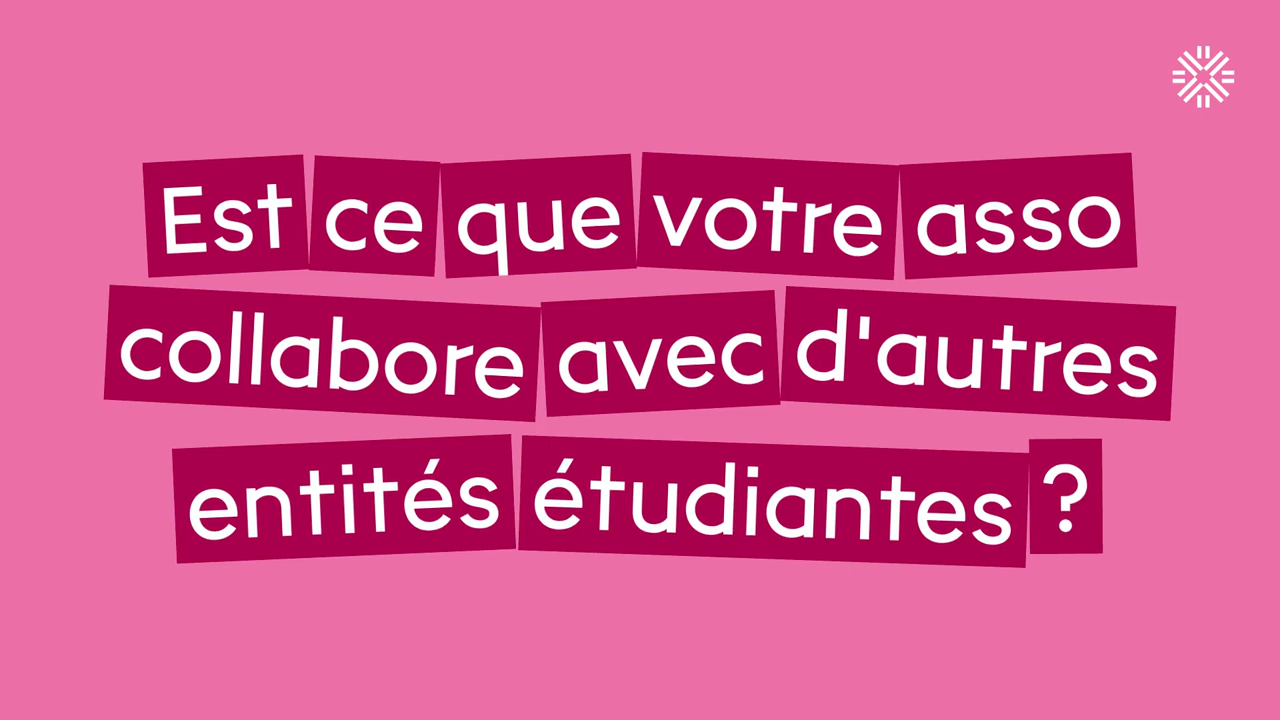 Est ce que votre asso
collabore avec d'autres
entités étudiantes ?